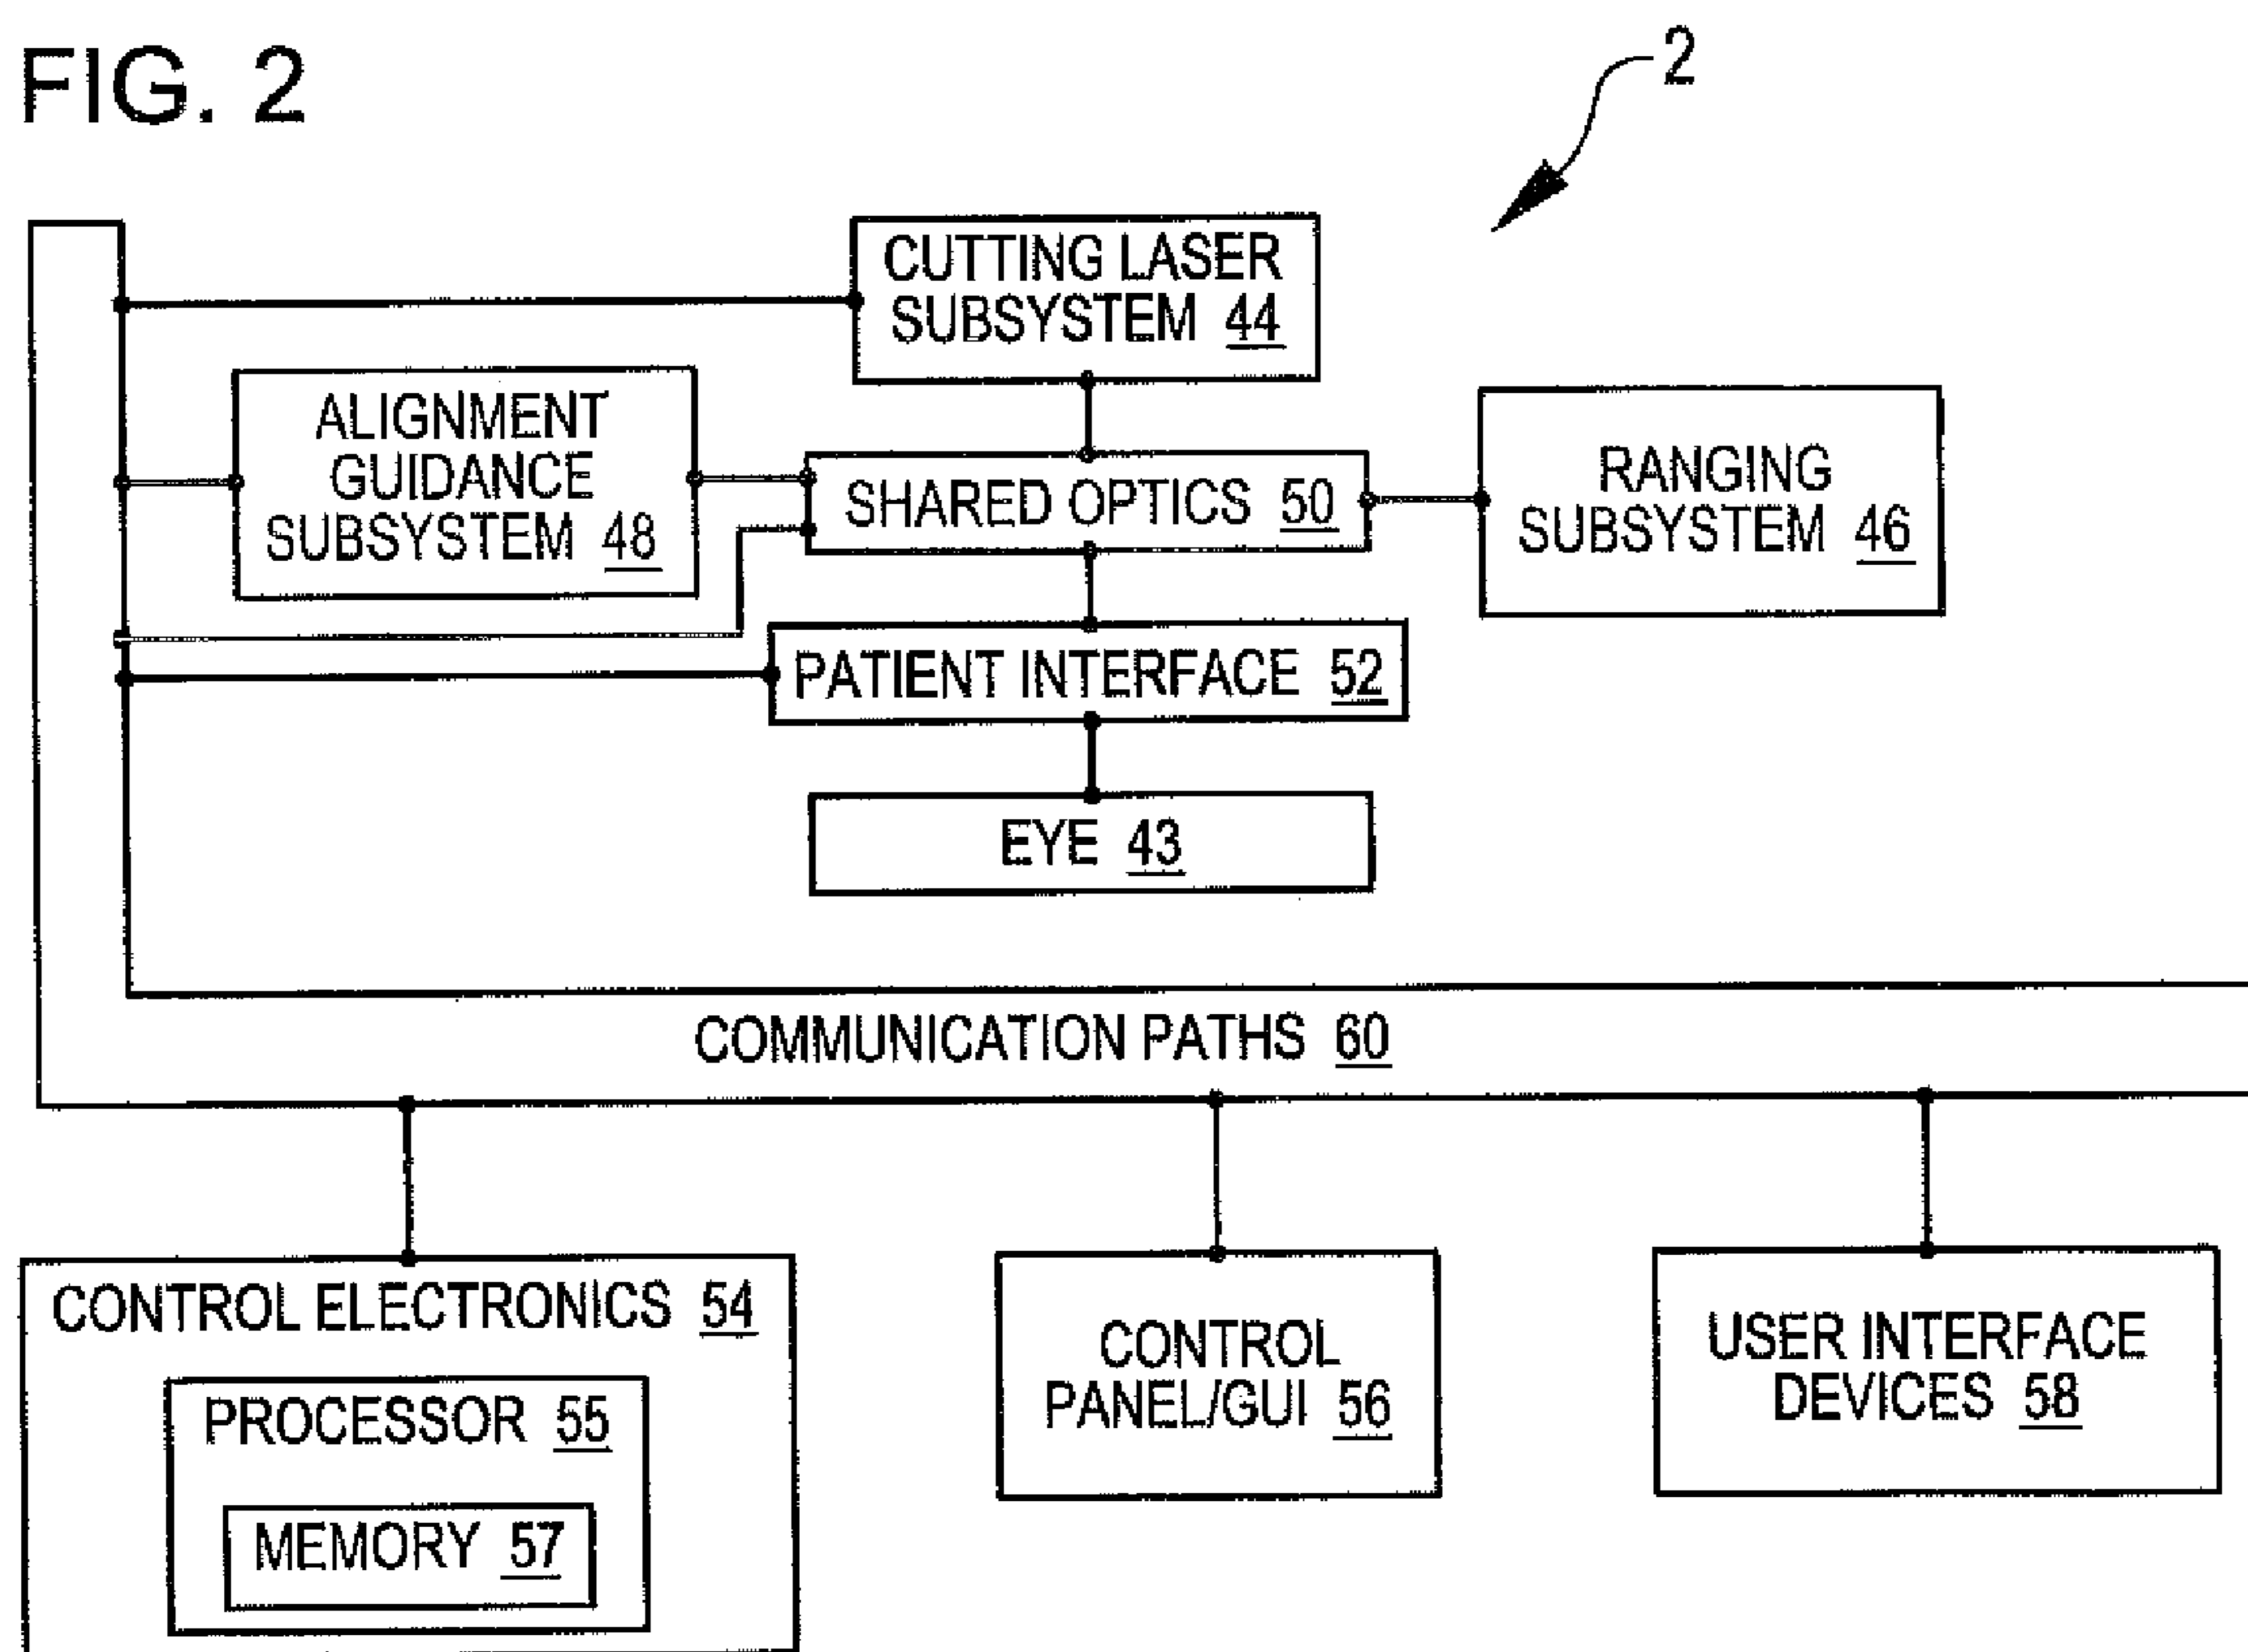 FIG. 2
2
CUTTING LASER
SUBSYSTEM 44
ALIGNMENT
GUIDANCE
SUBSYSTEM 48
SHARED OPTICS 50
RANGING
SUBSYSTEM 46
PATIENT INTERFACE 52
EYE 43
COMMUNICATION PATHS 60
CONTROL ELECTRONICS 54
PROCESSOR 55
MEMORY 57
CONTROL
PANEL/GUI 56
USER INTERFACE
DEVICES 58